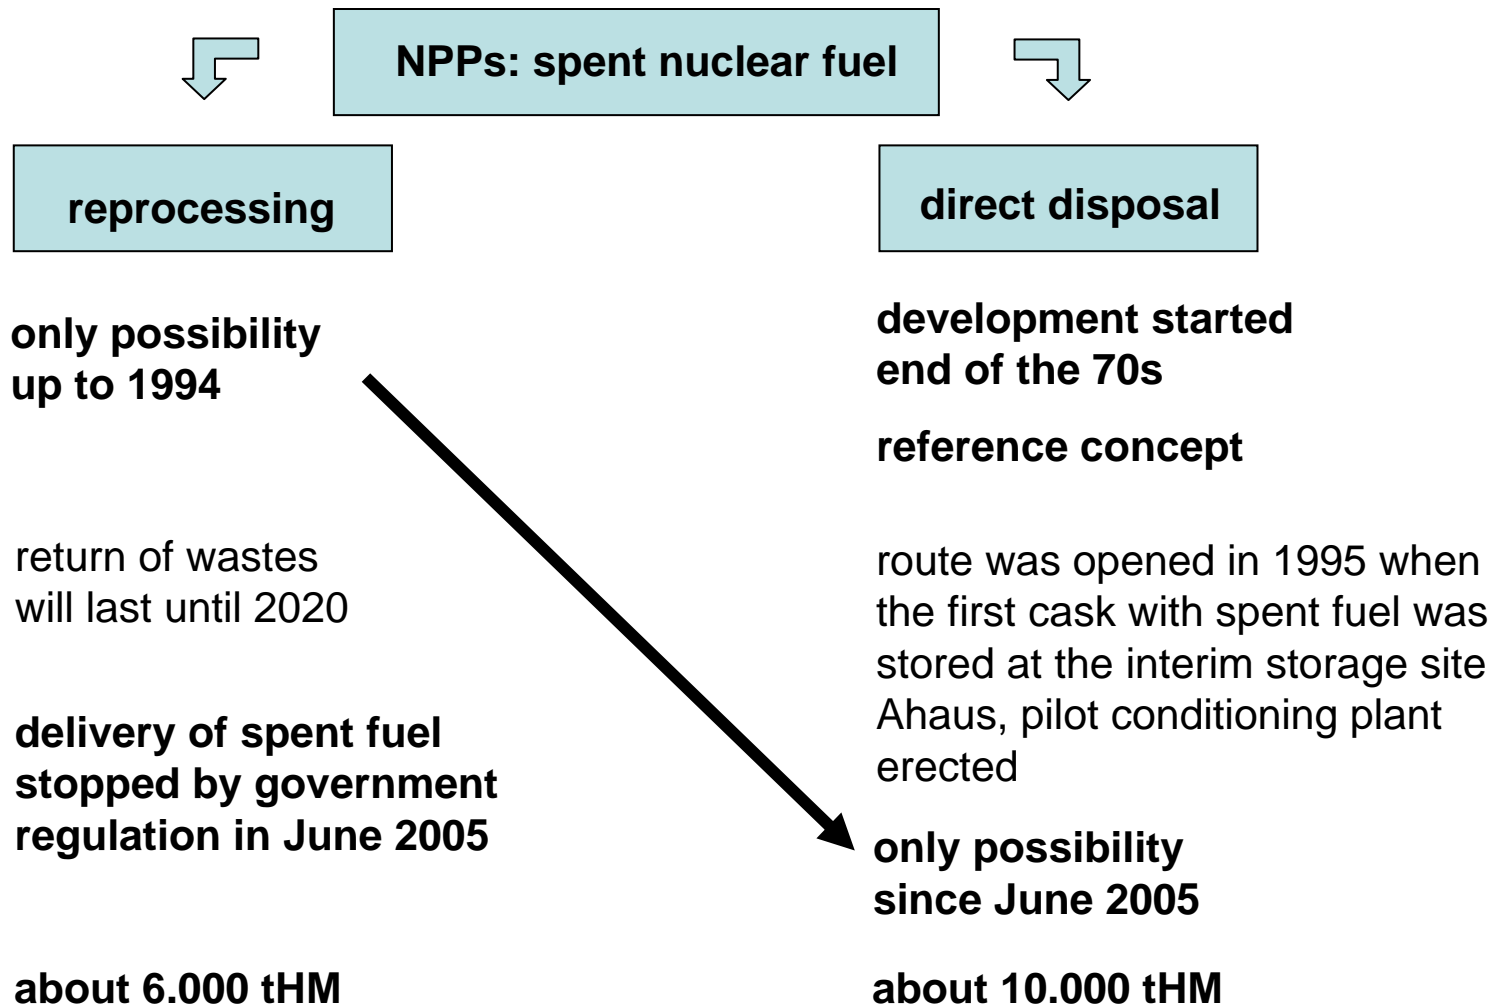 NPPs: spent nuclear fuel
reprocessing
only possibility
up to 1994
return of wastes
will last until 2020
delivery of spent fuel
stopped by government
regulation in June 2005
about 6.000 tHM
direct disposal
development started
end of the 70s
reference concept
route was opened in 1995 when
the first cask with spent fuel was
stored at the interim storage site
Ahaus, pilot conditioning plant
erected
only possibility
since June 2005
about 10.000 tHM